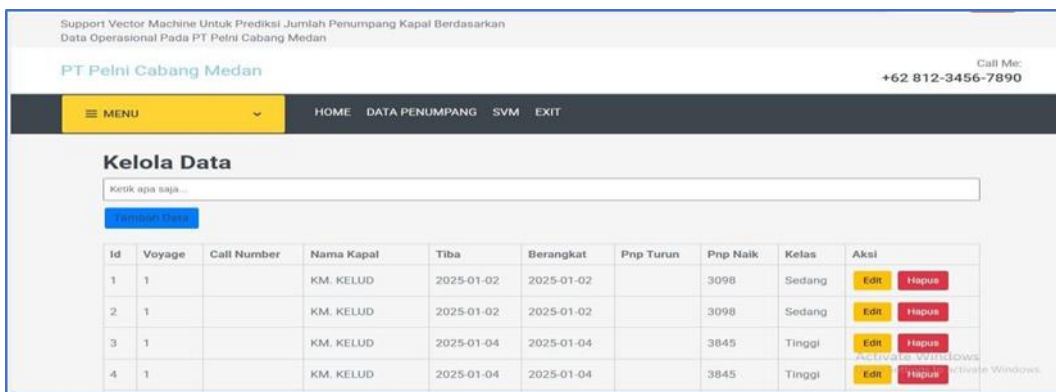 Support Vector Machine Untuk Prediksi Jumlah Penumpang Kapal Berdasarkan
Data Operasional Pada PT Pelni Cabang Medan
PT Pelni Cabang Medan
Call Me:
+62 812-3456-7890
MENU HOME DATA PENUMPANG SVM EXIT
Kelola Data
Ketik apa saja...
Tambah Data
Id Voyage Call Number Nama Kapal Tiba Berangkat Pnp Turun Pnp Naik Kelas Aksi
1 1 KM. KELUD 2025-01-02 2025-01-02 3098 Sedang Edit Hapus
2 1 KM. KELUD 2025-01-02 2025-01-02 3098 Sedang Edit Hapus
3 1 KM. KELUD 2025-01-04 2025-01-04 3845 Tinggi Edit Hapus
Activate Windows
4 1 KM. KELUD 2025-01-04 2025-01-04 3845 Tinggi Edit Hapus
Windows.